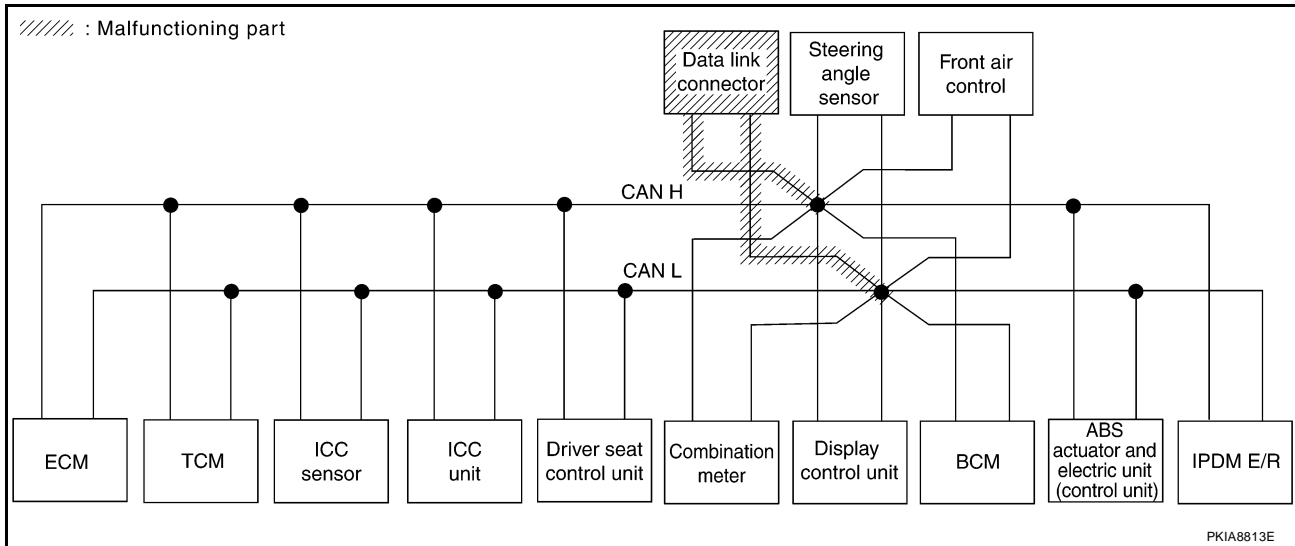 : Malfunctioning part
Data link
connector
Steering
angle
sensor
Front air
control
CAN H
CAN L
ECM
TCM
ICC
sensor
ICC
unit
Driver seat
control unit
Combination
meter
Display
control unit
BCM
ABS
actuator and
electric unit
(control unit)
IPDM E/R
PKIA8813E